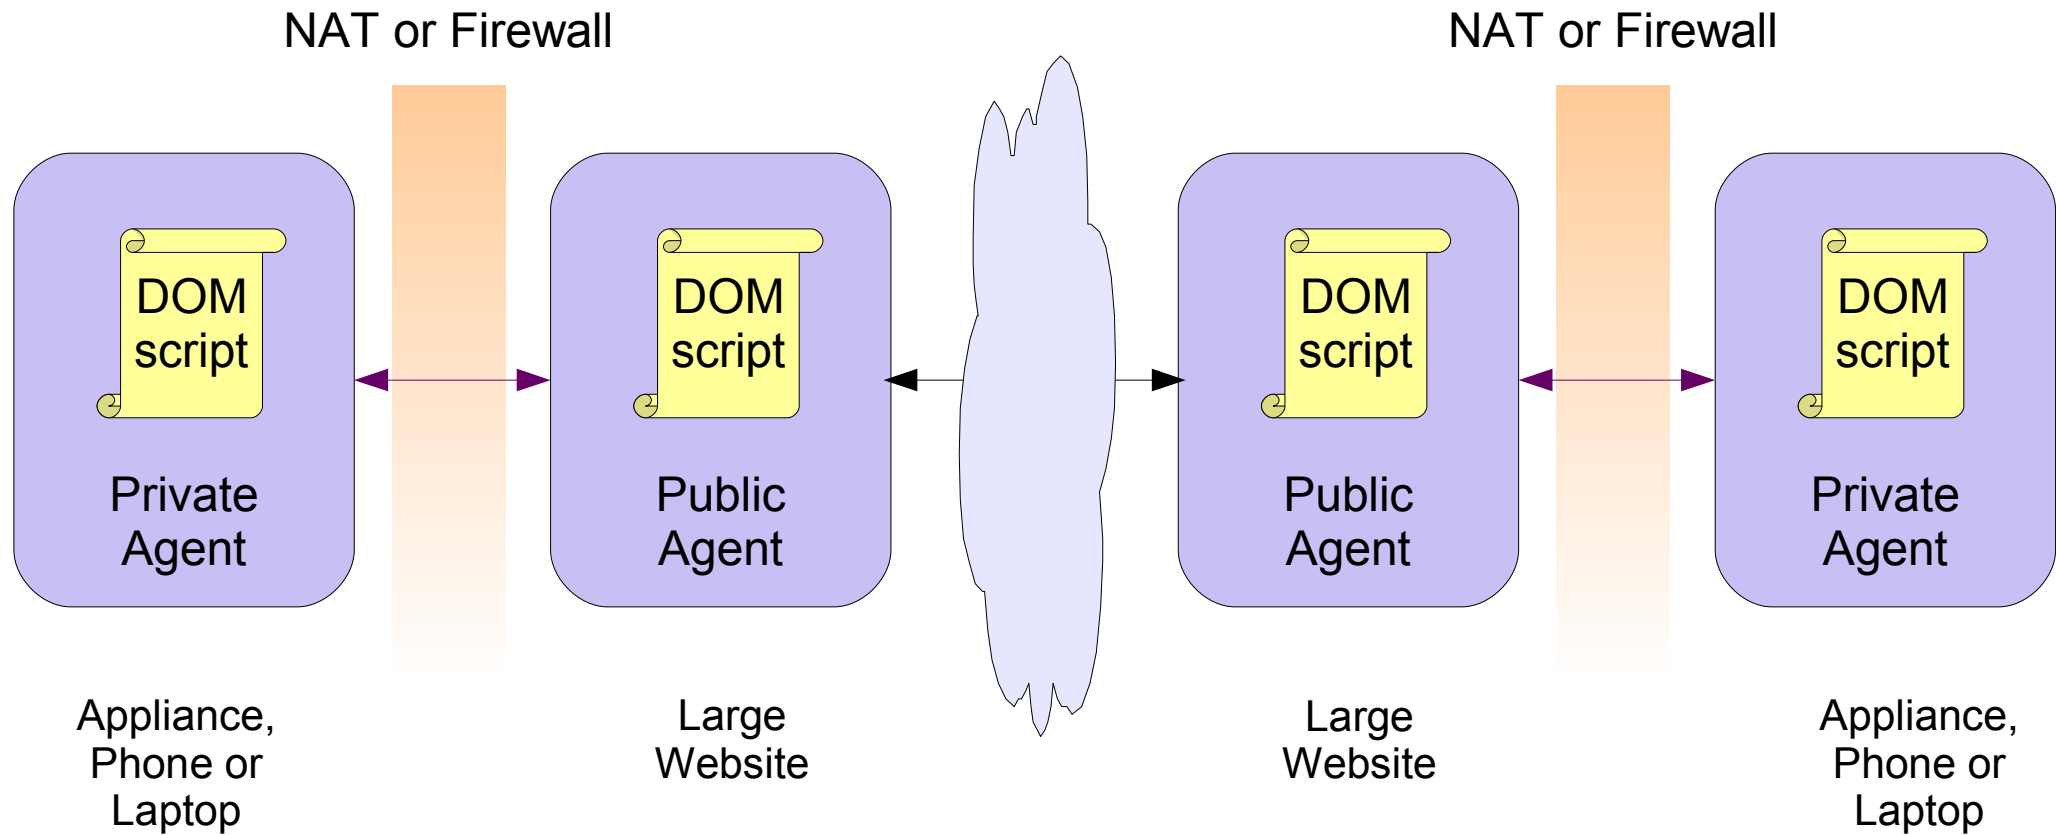 NAT or Firewall
NAT or Firewall
DOM
script
Private
Agent
DOM
script
Public
Agent
DOM
script
Public
Agent
DOM
script
Private
Agent
Appliance,
Phone or
Laptop
Large
Website
Large
Website
Appliance,
Phone or
Laptop